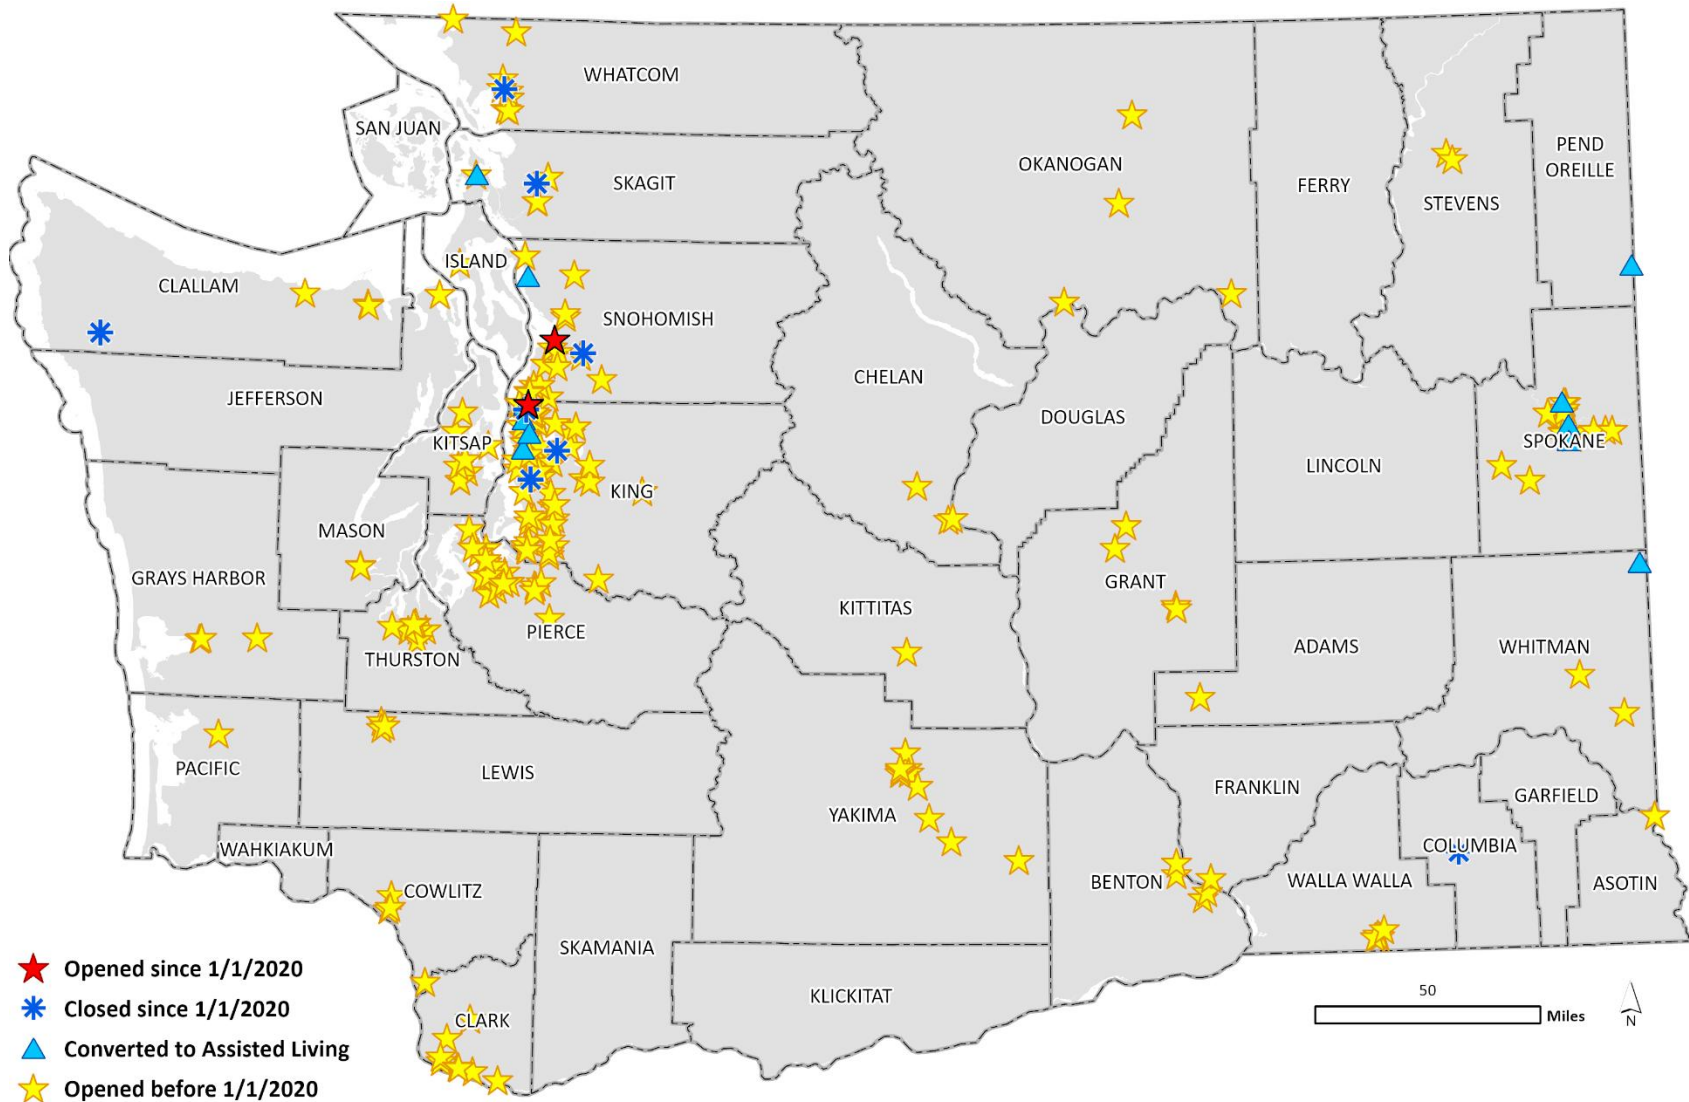 WHATCOM
SAN JUAN
SKAGIT
OKANOGAN
FERRY
STEVENS
PEND
OREILLE
ISLAND
CLALLAM
SNOHOMISH
CHELAN
JEFFERSON
DOUGLAS
KITSAP
SPOKANE
LINCOLN
KING
MASON
GRAYS HARBOR
GRANT
KITTITAS
PIERCE
THURSTON
ADAMS
WHITMAN
PACIFIC
LEWIS
YAKIMA
FRANKLIN
GARFIELD
WAHKIAKUM
COLUMBIA
COWLITZ
BENTON
WALLA WALLA
ASOTIN
SKAMANIA
KLICKITAT
CLARK
Opened since 1/1/2020
Closed since 1/1/2020
Converted to Assisted Living
Opened before 1/1/2020
50
Miles
N